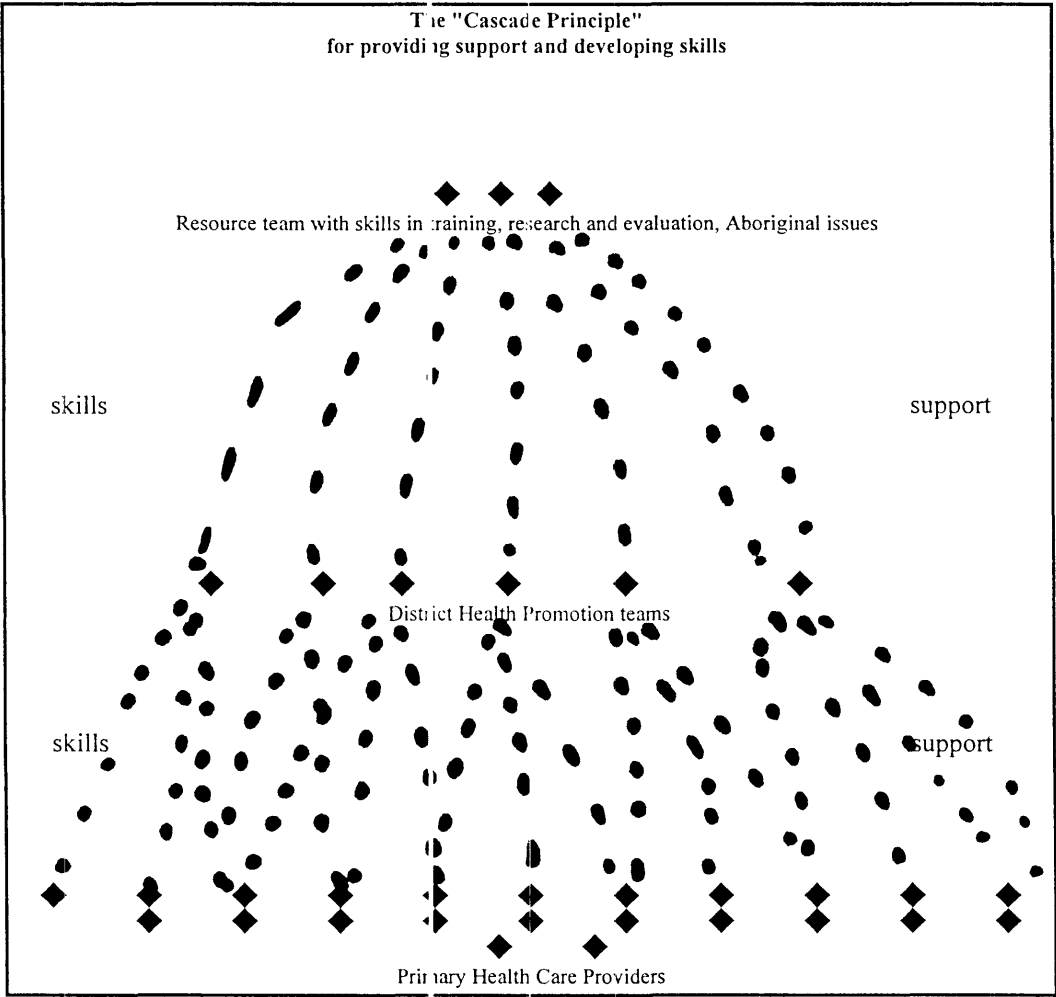 The "Cascade Principle"
for providing support and developing skills
Resource team with skills in training, research and evaluation, Aboriginal issues
skills
support
District Health Promotion teams
skills
support
Primary Health Care Providers